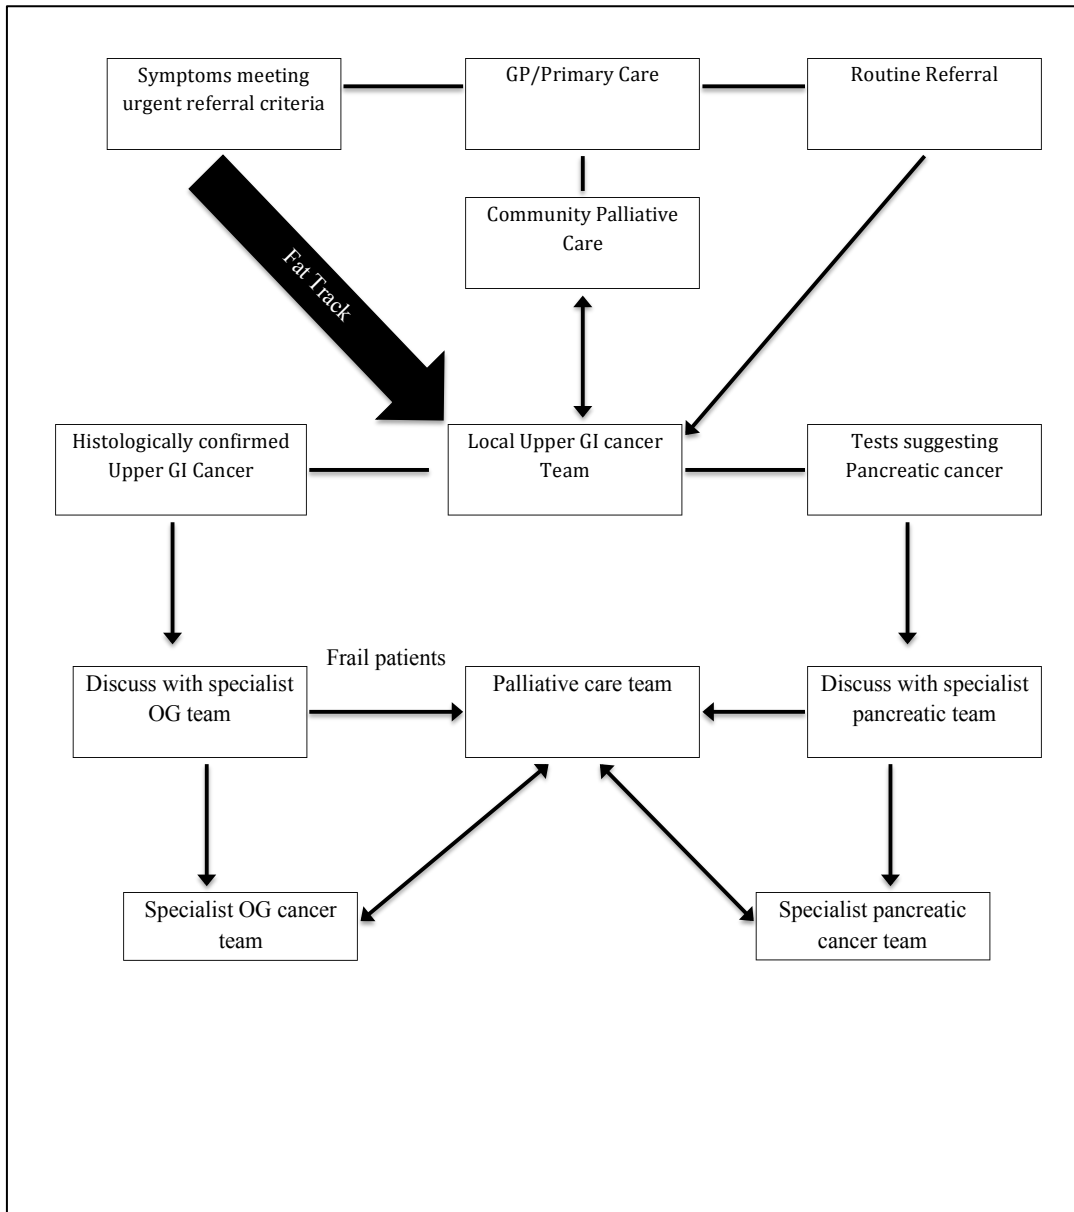 Symptoms meeting
urgent referral criteria
GP/Primary Care
Routine Referral
Community Palliative
Care
Fat Track
Histologically confirmed
Upper GI Cancer
Local Upper GI cancer
Team
Tests suggesting
Pancreatic cancer
Frail patients
Discuss with specialist
OG team
Palliative care team
Discuss with specialist
pancreatic team
Specialist OG cancer
team
Specialist pancreatic
cancer team